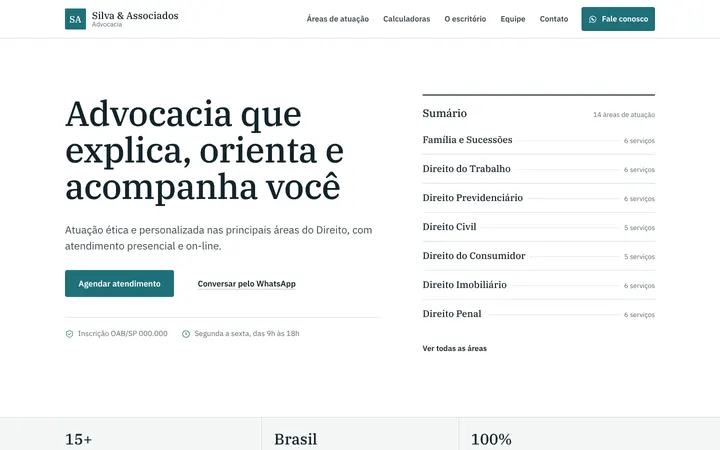 SA
Silva & Associados
Advocacia
Áreas de atuação
Calculadoras
O escritório
Equipe
Contato
Fale conosco
Advocacia que
explica, orienta e
acompanha você
Atuação ética e personalizada nas principais áreas do Direito, com
atendimento presencial e on-line.
Agendar atendimento
Conversar pelo WhatsApp
Inscrição OAB/SP 000.000
Segunda a sexta, das 9h às 18h
Sumário
14 áreas de atuação
Família e Sucessões
6 serviços
Direito do Trabalho
6 serviços
Direito Previdenciário
6 serviços
Direito Civil
5 serviços
Direito do Consumidor
5 serviços
Direito Imobiliário
6 serviços
Direito Penal
6 serviços
Ver todas as áreas
15+
Brasil
100%